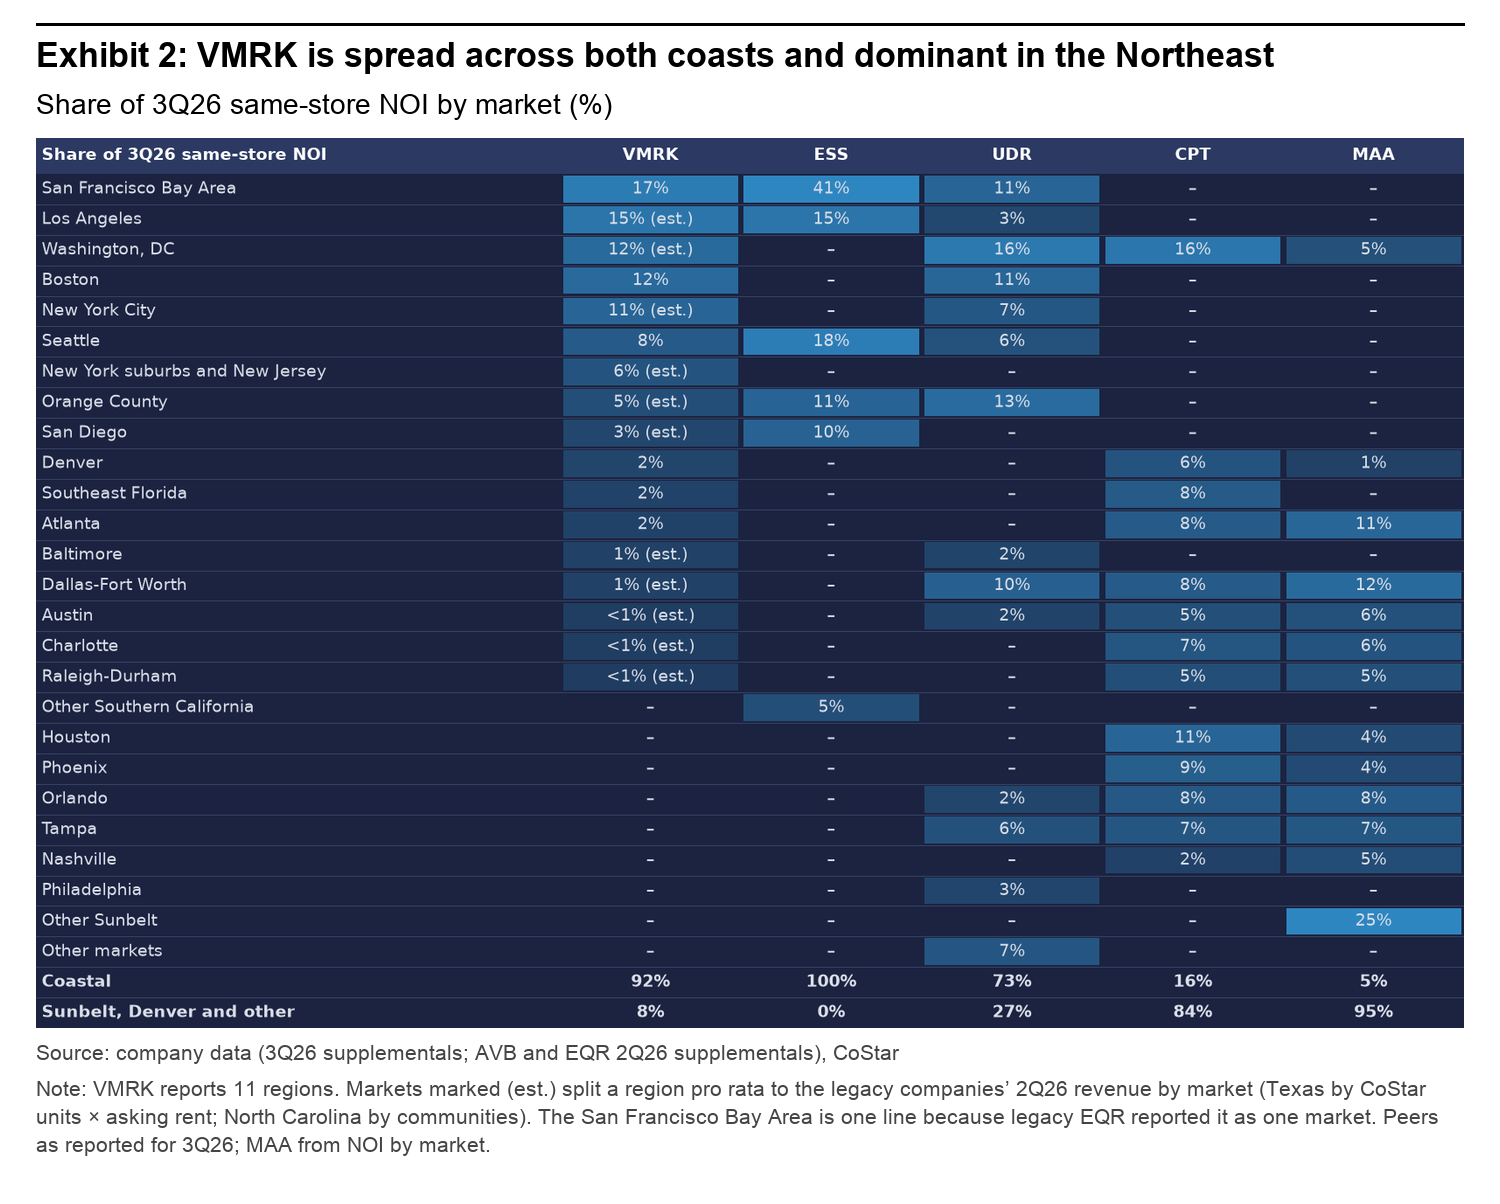 Exhibit 2: VMRK is spread across both coasts and dominant in the Northeast
Share of 3Q26 same-store NOI by market (%)
Share of 3Q26 same-store NOI VMRK ESS UDR CPT MAA
San Francisco Bay Area 17% 41% 11% – –
Los Angeles 15% (est.) 15% 3% – –
Washington, DC 12% (est.) – 16% 16% 5%
Boston 12% – 11% – –
New York City 11% (est.) – 7% – –
Seattle 8% 18% 6% – –
New York suburbs and New Jersey 6% (est.) – – – –
Orange County 5% (est.) 11% 13% – –
San Diego 3% (est.) 10% – – –
Denver 2% – – 6% 1%
Southeast Florida 2% – – 8% –
Atlanta 2% – – 8% 11%
Baltimore 1% (est.) – 2% – –
Dallas-Fort Worth 1% (est.) – 10% 8% 12%
Austin <1% (est.) – 2% 5% 6%
Charlotte <1% (est.) – – 7% 6%
Raleigh-Durham <1% (est.) – – 5% 5%
Other Southern California – 5% – – –
Houston – – – 11% 4%
Phoenix – – – 9% 4%
Orlando – – 2% 8% 8%
Tampa – – 6% 7% 7%
Nashville – – – 2% 5%
Philadelphia – – 3% – –
Other Sunbelt – – – – 25%
Other markets – – 7% – –
Coastal 92% 100% 73% 16% 5%
Sunbelt, Denver and other 8% 0% 27% 84% 95%
Source: company data (3Q26 supplementals; AVB and EQR 2Q26 supplementals), CoStar
Note: VMRK reports 11 regions. Markets marked (est.) split a region pro rata to the legacy companies’ 2Q26 revenue by market (Texas by CoStar
units × asking rent; North Carolina by communities). The San Francisco Bay Area is one line because legacy EQR reported it as one market. Peers
as reported for 3Q26; MAA from NOI by market.